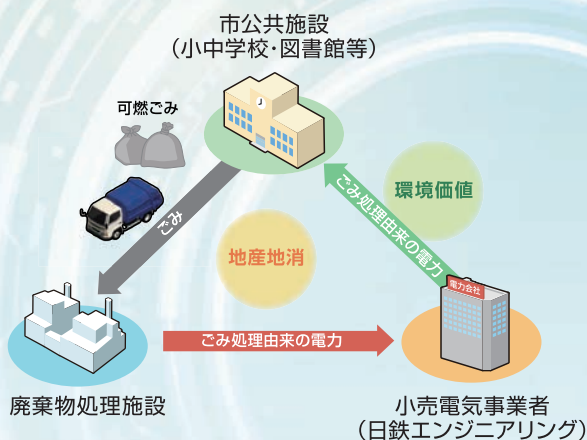 市公共施設
（小中学校・図書館等）
可燃ごみ
ごみ
ごみ処理由来の電力
環境価値
地産地消
電力会社
ごみ処理由来の電力
廃棄物処理施設
小売電気事業者
（日鉄エンジニアリング）